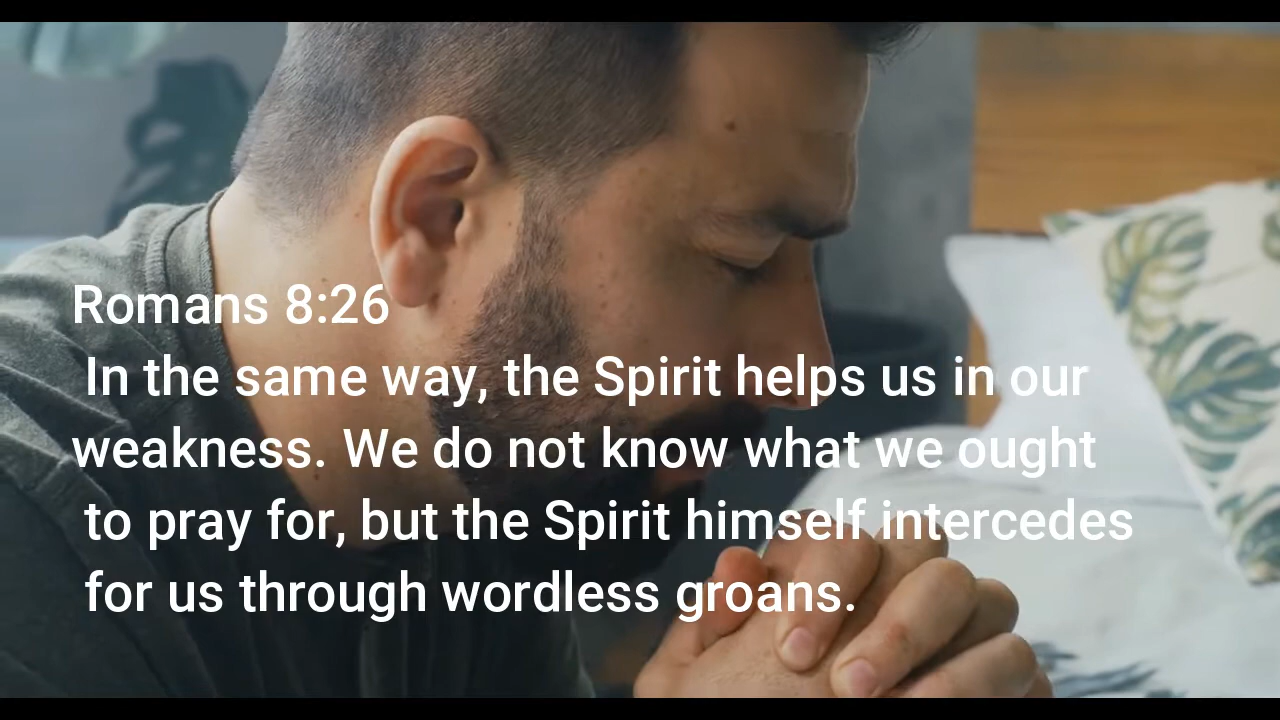 Romans 8:26
In the same way, the Spirit helps us in our
weakness. We do not know what we ought
to pray for, but the Spirit himself intercedes
for us through wordless groans.